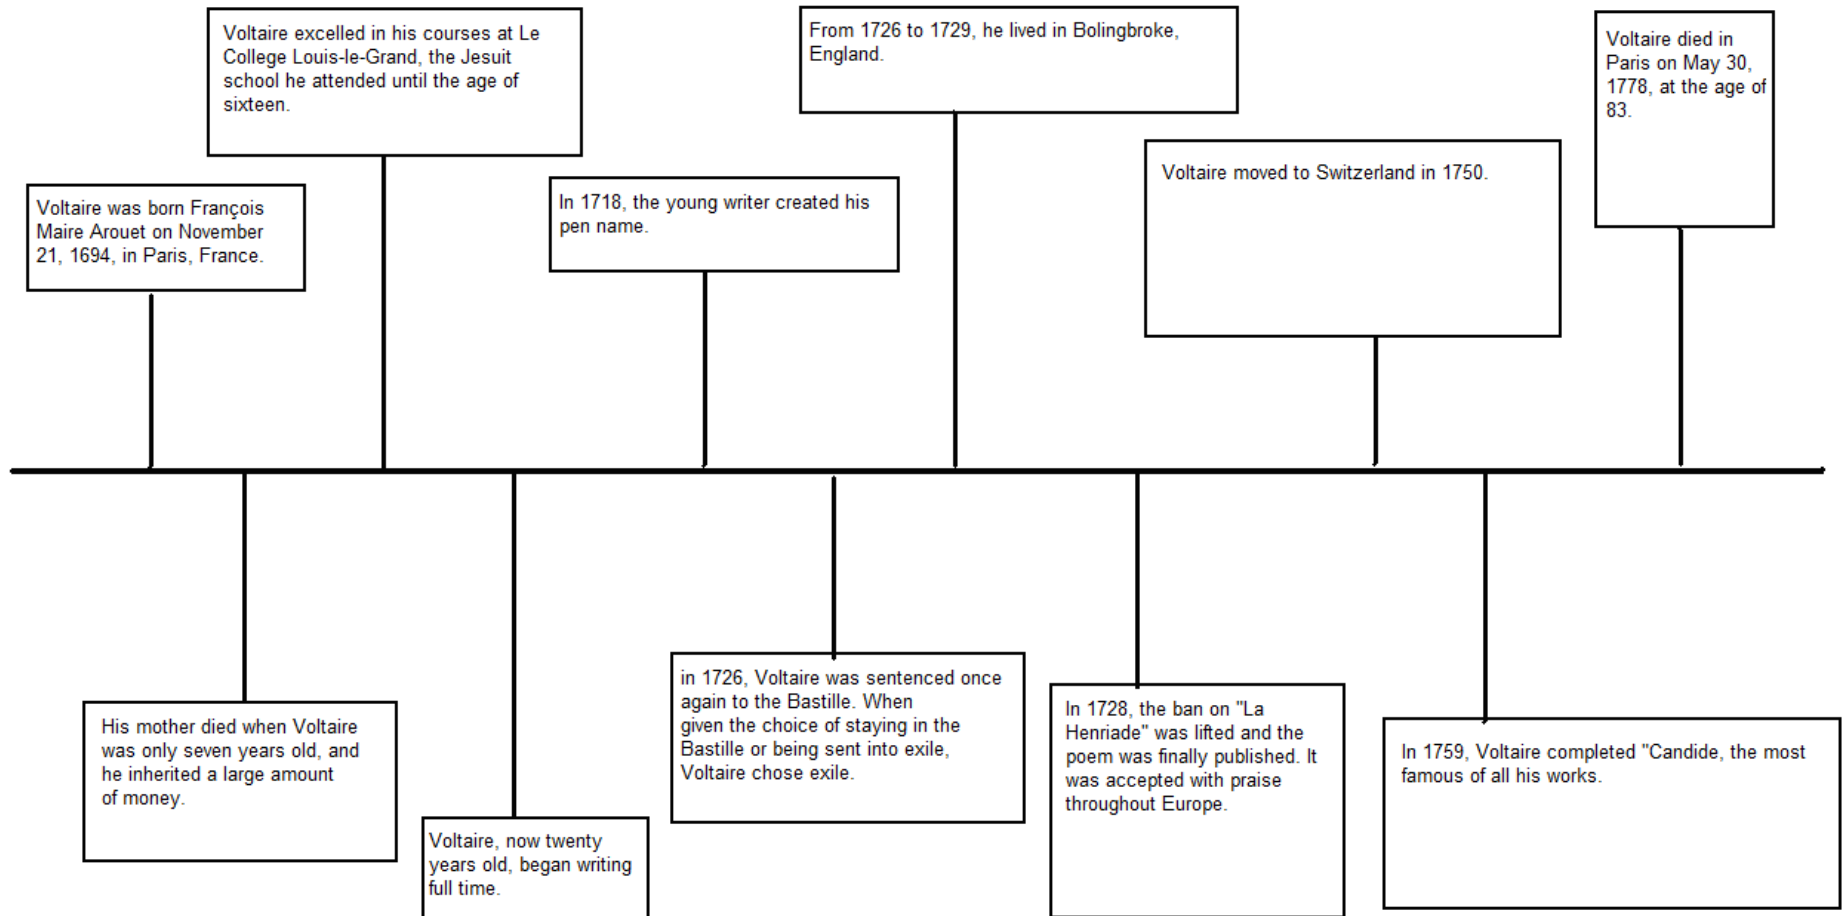 Voltaire was born François
Maire Arouet on November
21, 1694, in Paris, France.
His mother died when Voltaire
was only seven years old, and
he inherited a large amount
of money.
Voltaire excelled in his courses at Le
College Louis-le-Grand, the Jesuit
school he attended until the age of
sixteen.
Voltaire, now twenty
years old, began writing
full time.
In 1718, the young writer created his
pen name.
in 1726, Voltaire was sentenced once
again to the Bastille. When
given the choice of staying in the
Bastille or being sent into exile,
Voltaire chose exile.
From 1726 to 1729, he lived in Bolingbroke,
England.
In 1728, the ban on "La
Henriade" was lifted and the
poem was finally published. It
was accepted with praise
throughout Europe.
Voltaire moved to Switzerland in 1750.
In 1759, Voltaire completed "Candide, the most
famous of all his works.
Voltaire died in
Paris on May 30,
1778, at the age of
83.